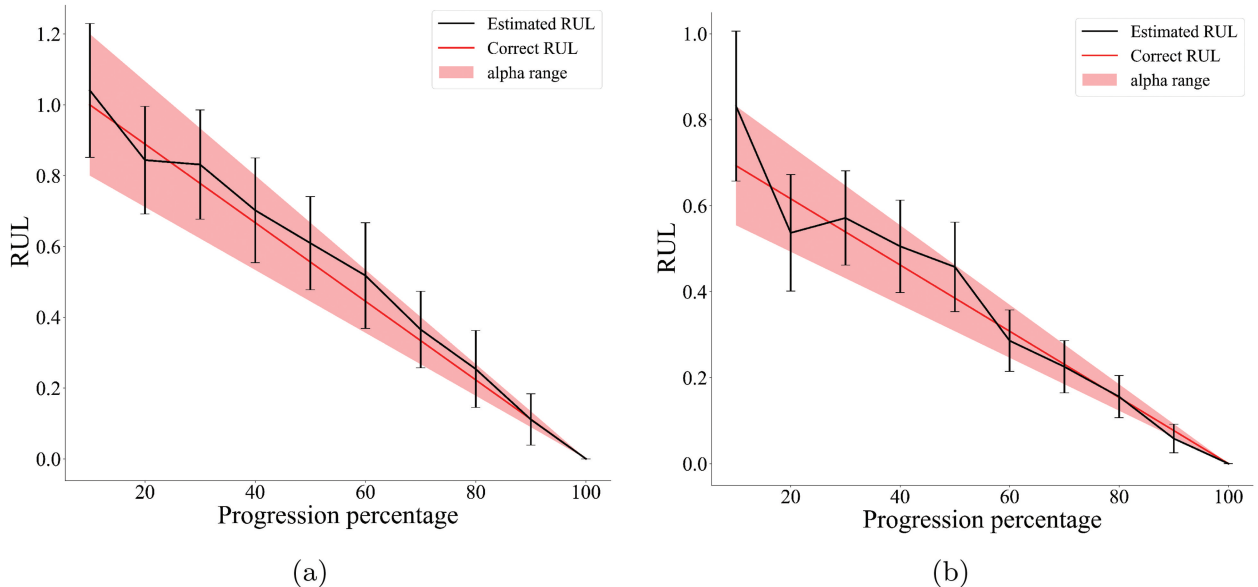 Estimated RUL
Correct RUL
alpha range
RUL
1.2
1.0
0.8
0.6
0.4
0.2
0.0
20
40
60
80
100
Progression percentage
(a)
Estimated RUL
Correct RUL
alpha range
RUL
1.0
0.8
0.6
0.4
0.2
0.0
20
40
60
80
100
Progression percentage
(b)